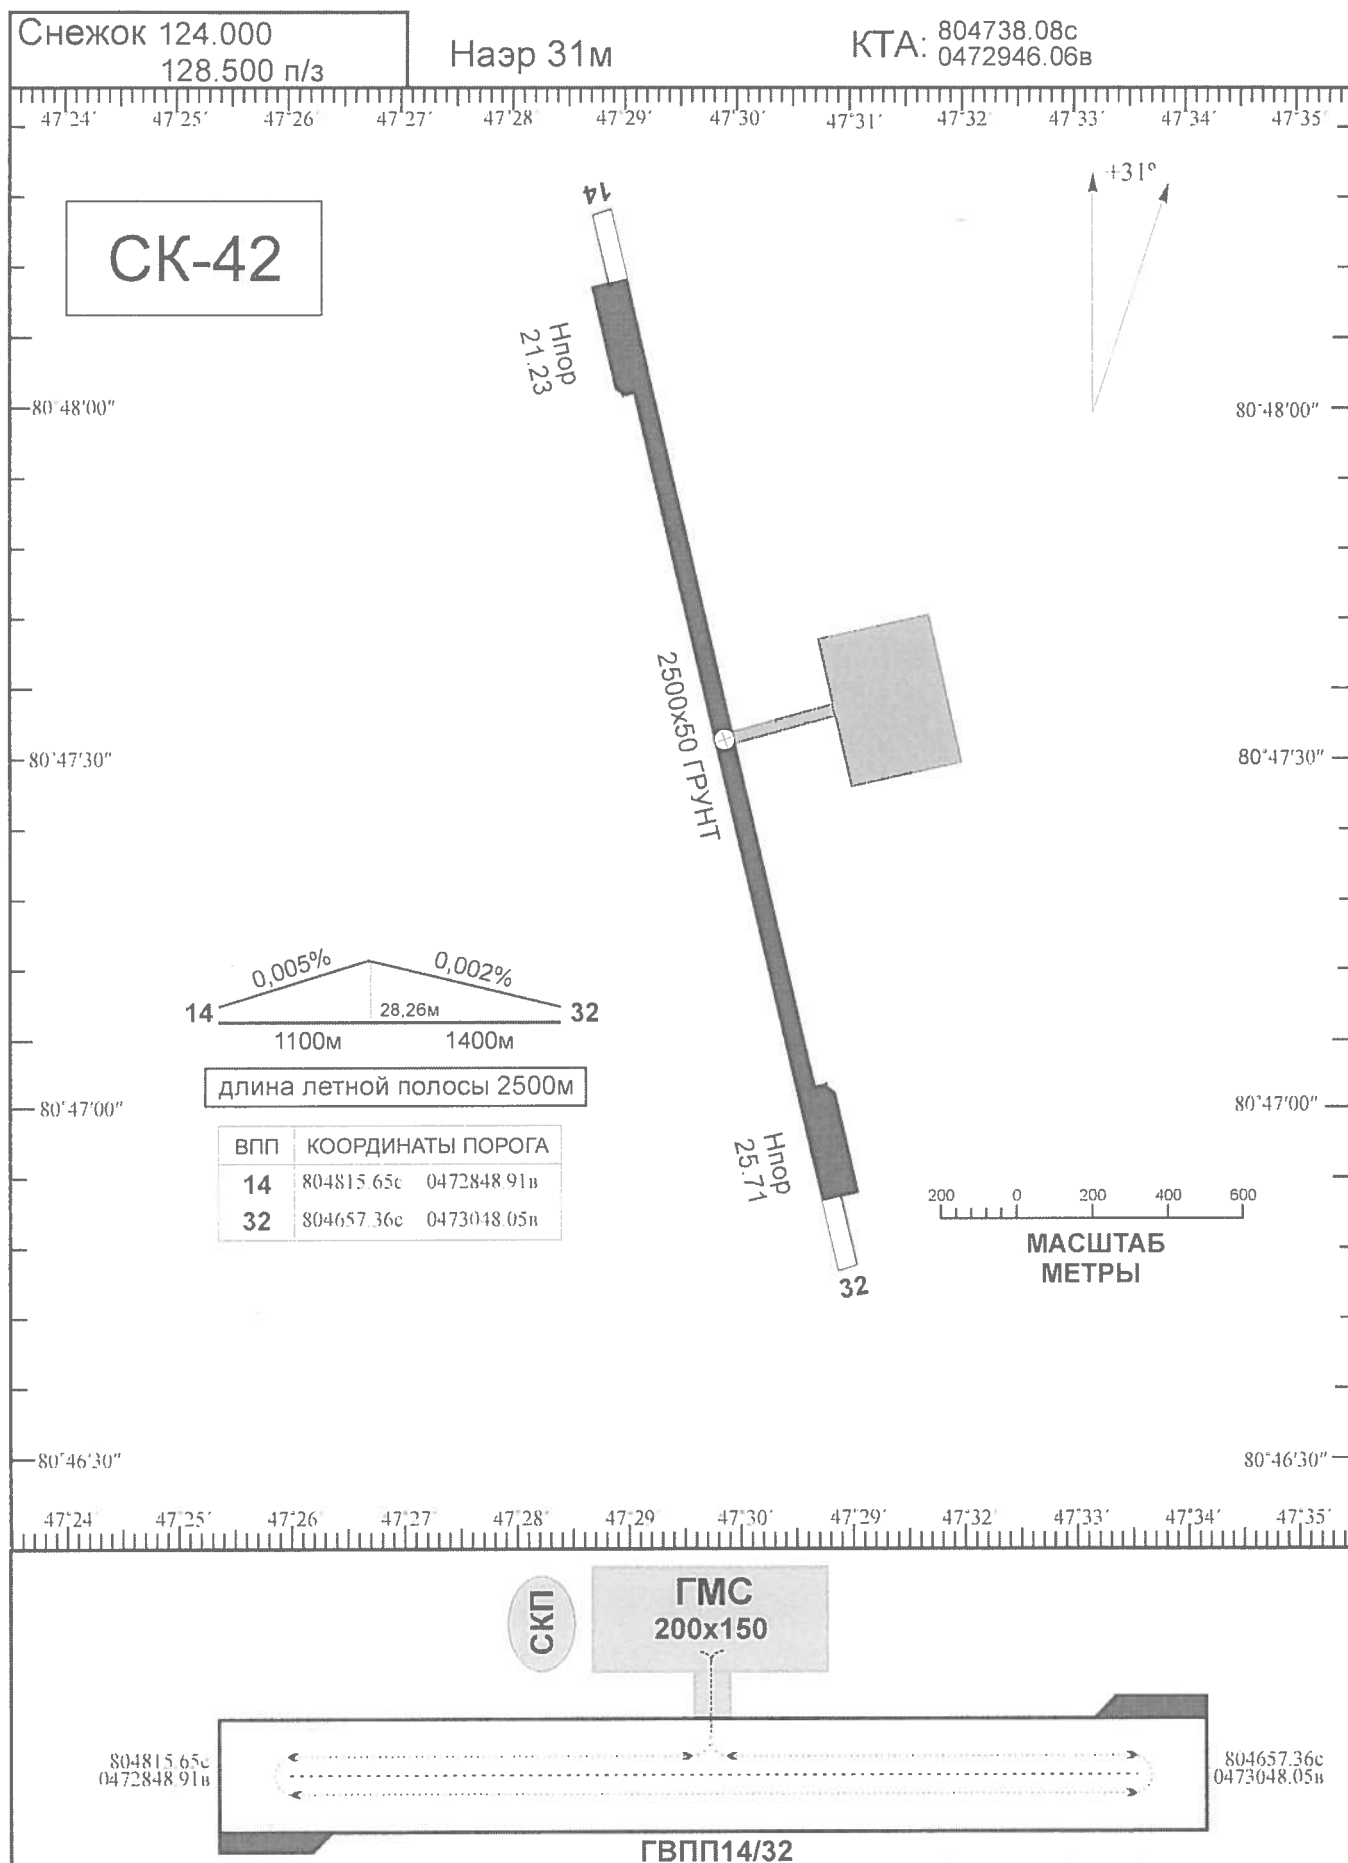 Снежок 124.000
128.500 п/з
Наэр 31м
КТА: 804738.08с
0472946.06в
47°24' 47°25' 47°26' 47°27' 47°28' 47°29' 47°30' 47°31' 47°32' 47°33' 47°34' 47°35'
+31°
14
СК-42
Нпор
21.23
80°48'00" 80°48'00"
2500х50 ГРУНТ
80°47'30" 80°47'30"
0,005% 0,002%
14 28,26м 32
1100м 1400м
длина летной полосы 2500м
80°47'00" 80°47'00"
ВПП КООРДИНАТЫ ПОРОГА
14 804815.65с 0472848.91в
32 804657.36с 0473048.05в
Нпор
25.71
200 0 200 400 600
МАСШТАБ
МЕТРЫ
32
80°46'30" 80°46'30"
47°24' 47°25' 47°26' 47°27' 47°28' 47°29' 47°30' 47°29' 47°32' 47°33' 47°34' 47°35'
СКП
ГМС
200х150
804815.65с
0472848.91в
804657.36с
0473048.05в
ГВПП14/32